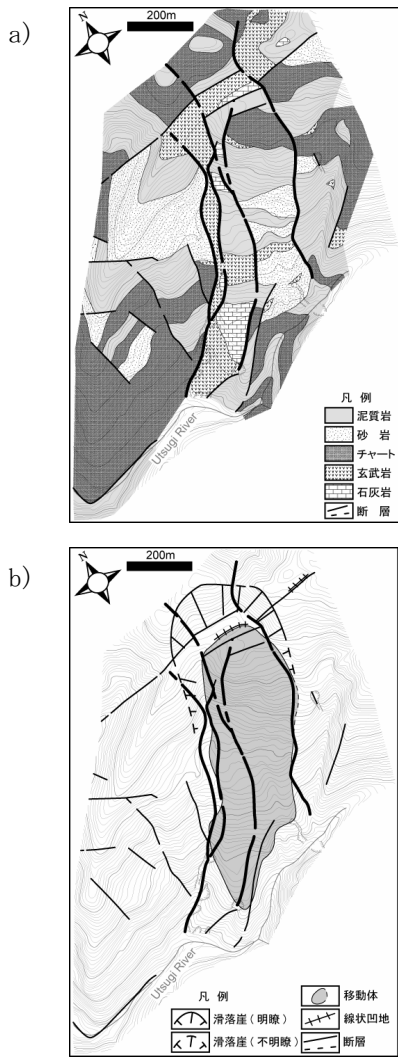 a)
N
200m
Utsugi River
凡 例
泥質岩
砂 岩
チャート
玄武岩
石灰岩
断 層
b)
N
200m
Utsugi River
凡 例
滑落崖(明瞭)
滑落崖(不明瞭)
移動体
線状凹地
断層